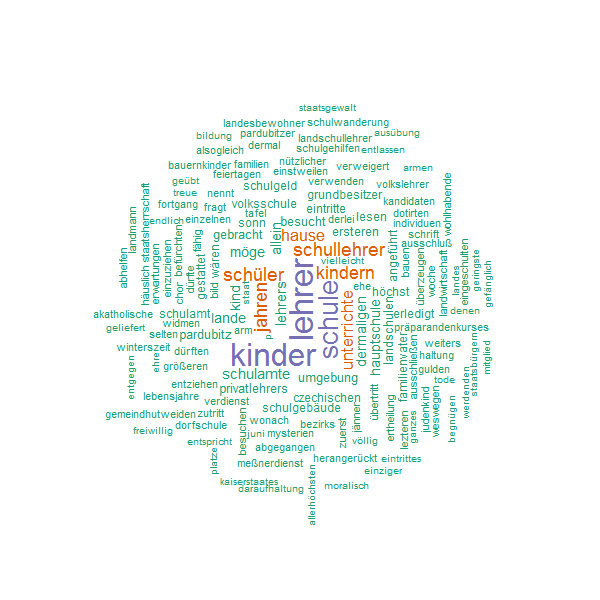 staatsgewalt
landesbewohner schulwanderung
bildung pardubitzer ausübung
landschullehrer
alsogleich dermal schulgehilfen entlassen
bauernkinder familien nützlicher verweigert armen
feiertagen einstweilen
geübt schulgeld verwenden volkslehrer
treue nennt grundbesitzer kandidaten
fortgang volksschule eintritte dotirten
fragt tafel derlei lesen individuen
endlich einzelnen sonn besucht ersteren schrift
gebracht hause ausschluß
möge schullehrer
vielleicht
schüler kindern
ehe höchst
akatholische schulamt lande erledigt denen
geliefert widmen arm präparandenkurses
selten pardubitz p weiters
winterszeit dürften haltung
größeren kinder gulden
schulamte umgebung tode
entziehen privatlehrers
lebensjahre verdienst czechischen
gemeindhutweiden zutritt schulgebäude
freiwillig dorfschule wonach bezirks
entspricht juni mysterien völlig
abgegangen
meßnerdienst herangerückt eintrittes
einziger
kaiserstaates
daraufhaltung moralisch
abhelfen
landmann
häuslich
staatsherrschaft
erwartungen
einzuziehen
chor
befürchten
dürfte
fähig
gestattet
bild
wären
kind
staat
allein
jahren
lehrers
lehrer
schule
unterrichte
dermaligen
hauptschule
landschulen
angeführt
bauen
überzeugen
woche
landwirtschaft
wohlhabende
landes
eingeschulten
geringste
gefänglich
entgegen
ehre
platze
besuchen
allerhöchsten
zuerst
jänner
übertritt
ertheilung
familienvater
lezteren
ausschließen
ganzes
judenkind
weswegen
begnügen
werdenden
staatsbürgern
mitglied